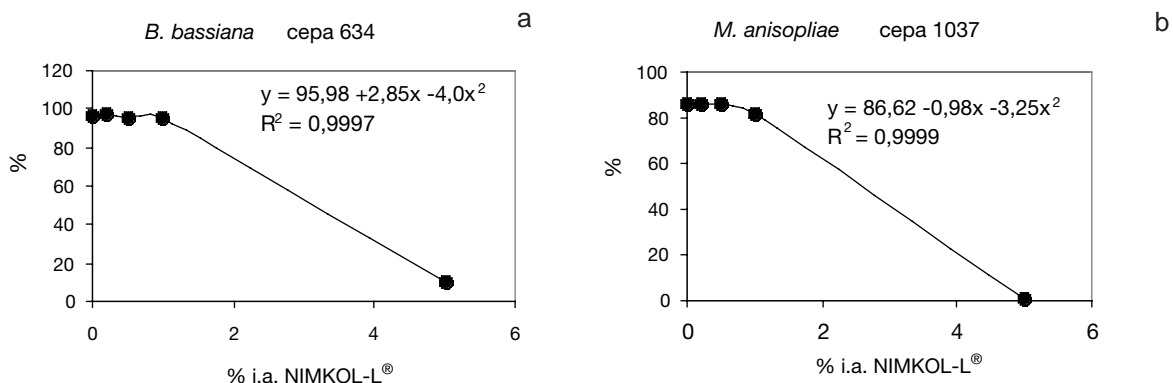 B. bassiana cepa 634
a
120
100
80
60
40
20
0
%
y = 95,98 +2,85x -4,0x²
R² = 0,9997
0 2 4 6
% i.a. NIMKOL-L®
M. anisopliae cepa 1037
b
100
80
60
40
20
0
%
y = 86,62 -0,98x -3,25x²
R² = 0,9999
0 2 4 6
% i.a. NIMKOL-L®